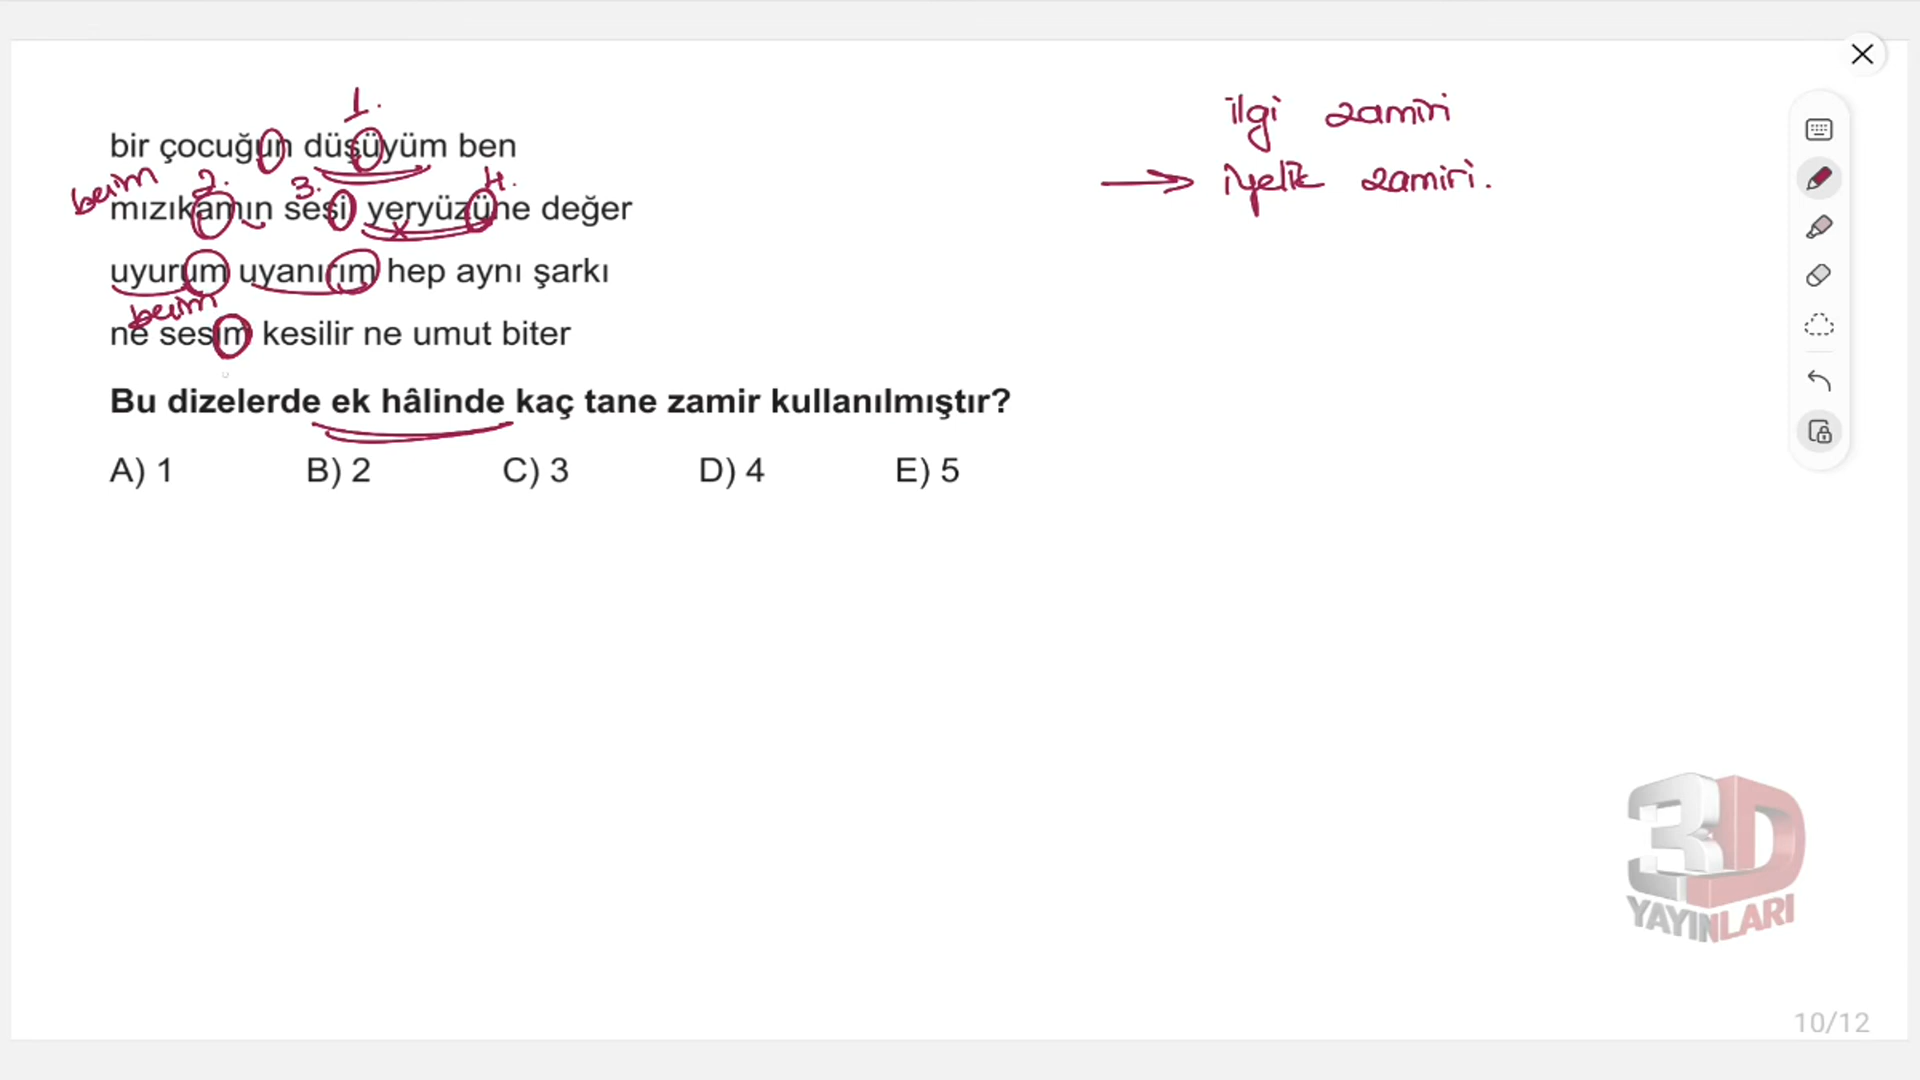 1.
bir çocuğun düşüyüm ben
benim 2. 3. 4.
mızıkamın sesi yeryüzüne değer
uyurum uyanırım hep aynı şarkı
benim
ne sesim kesilir ne umut biter
Bu dizelerde ek hâlinde kaç tane zamir kullanılmıştır?
A) 1 B) 2 C) 3 D) 4 E) 5
ilgi zamiri
→ iyelik zamiri.
3D
YAYINLARI
10/12